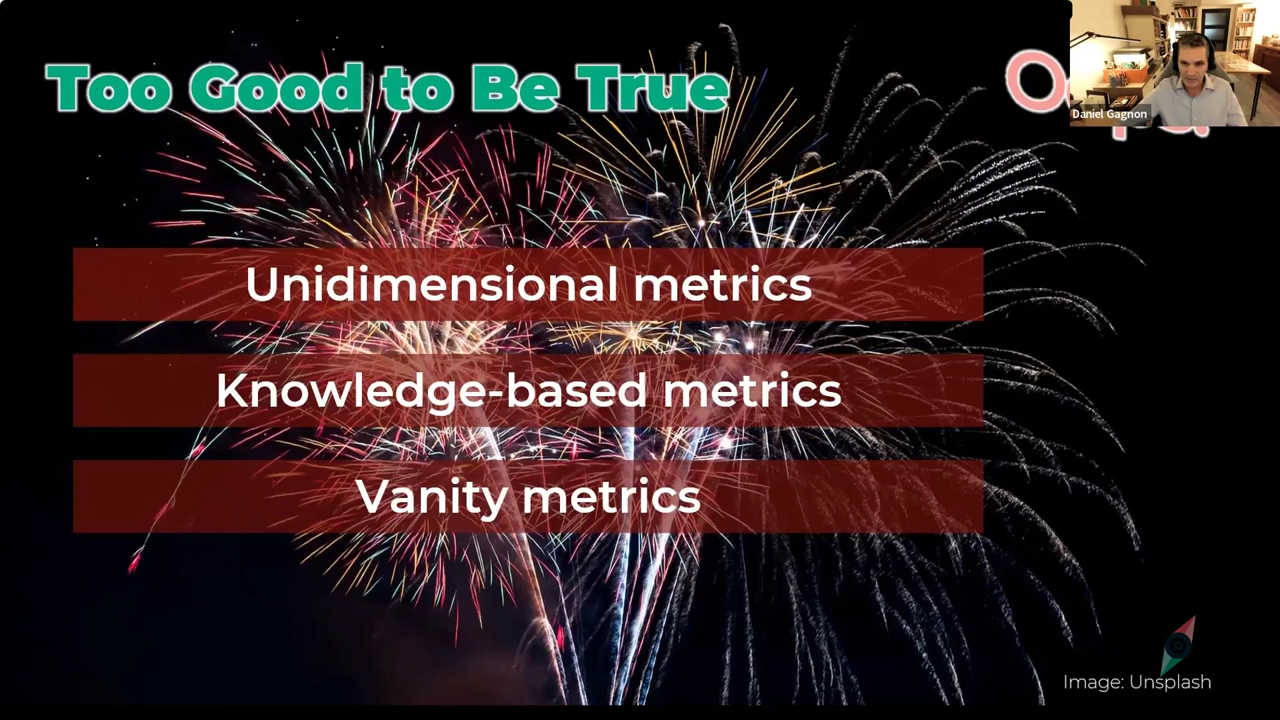 Too Good to Be True
Daniel Gagnon
Unidimensional metrics
Knowledge-based metrics
Vanity metrics
Image: Unsplash